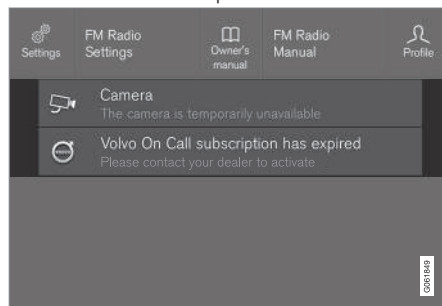 Settings
FM Radio
Settings
Owner's
manual
FM Radio
Manual
Profile
Camera
The camera is temporarily unavailable
Volvo On Call subscription has expired
Please contact your dealer to activate
G061849